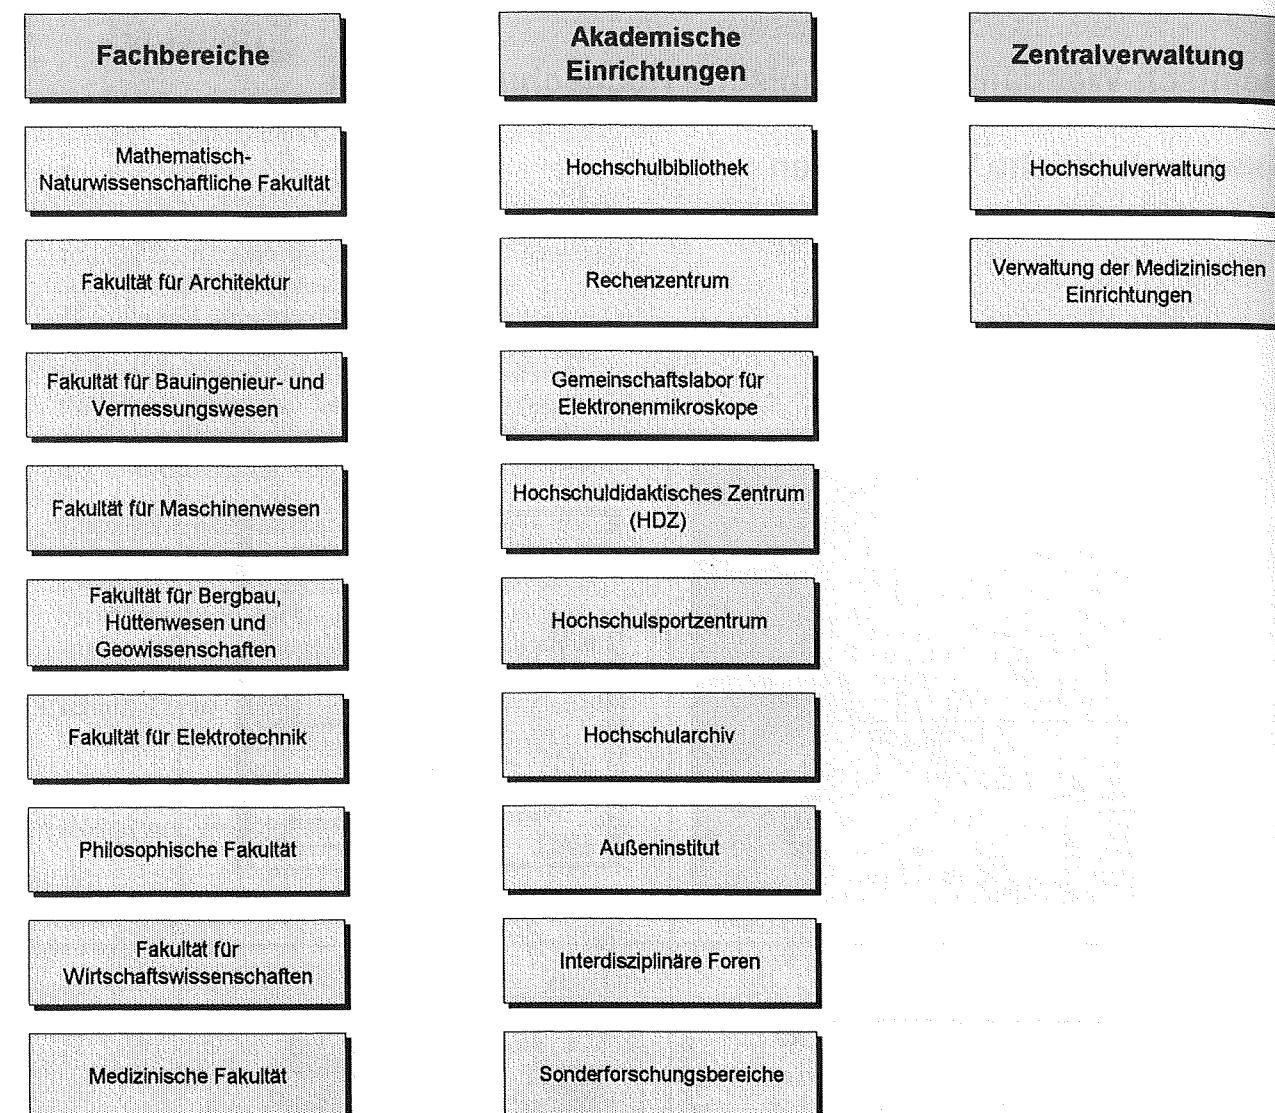 Fachbereiche
Mathematisch-
Naturwissenschaftliche Fakultät
Fakultät für Architektur
Fakultät für Bauingenieur- und
Vermessungswesen
Fakultät für Maschinenwesen
Fakultät für Bergbau,
Hüttenwesen und
Geowissenschaften
Fakultät für Elektrotechnik
Philosophische Fakultät
Fakultät für
Wirtschaftswissenschaften
Medizinische Fakultät
Akademische
Einrichtungen
Hochschulbibliothek
Rechenzentrum
Gemeinschaftslabor für
Elektronenmikroskope
Hochschuldidaktisches Zentrum
(HDZ)
Hochschulsportzentrum
Hochschularchiv
Außeninstitut
Interdisziplinäre Foren
Sonderforschungsbereiche
Zentralverwaltung
Hochschulverwaltung
Verwaltung der Medizinischen
Einrichtungen